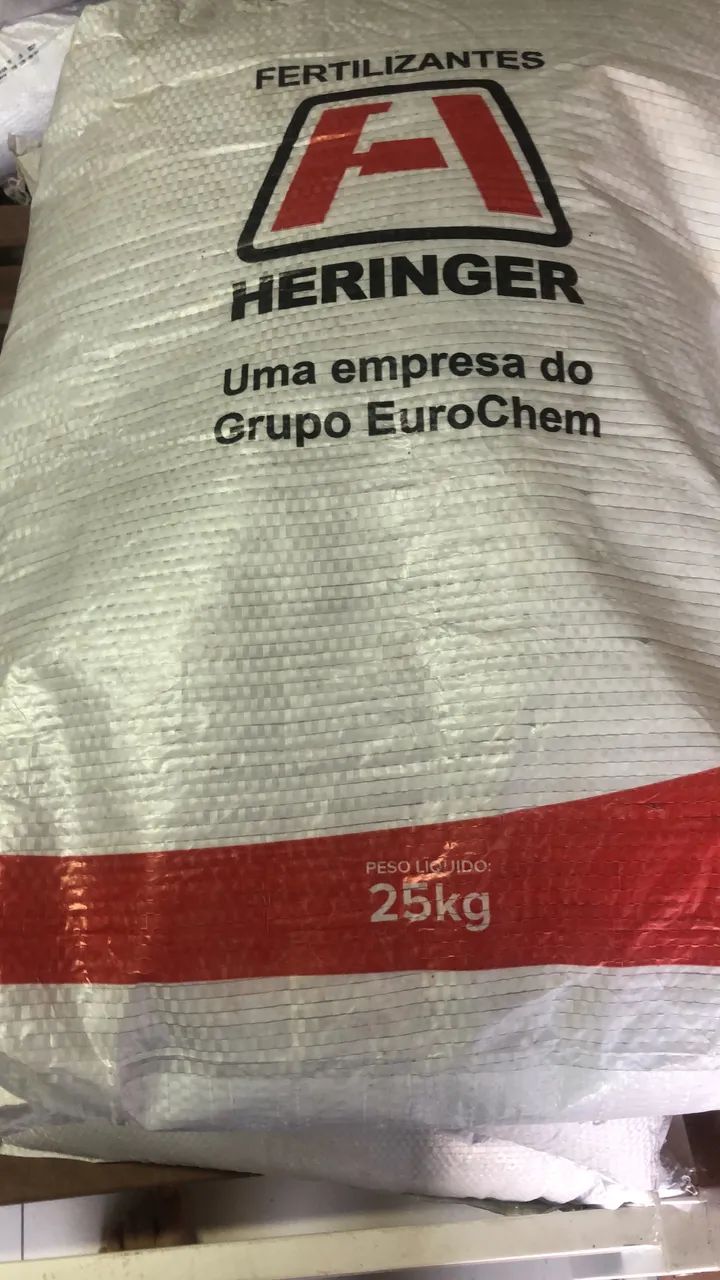 FERTILIZANTES
HERINGER
Uma empresa do
Grupo EuroChem
PESO LÍQUIDO:
25kg